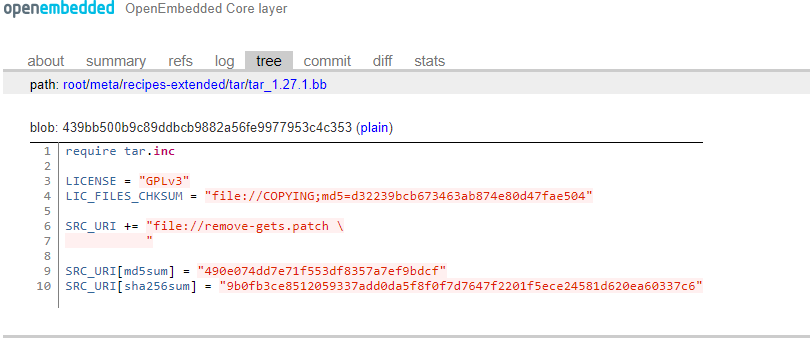 openembedded OpenEmbedded Core layer
about summary refs log tree commit diff stats
path: root/meta/recipes-extended/tar/tar_1.27.1.bb
blob: 439bb500b9c89ddbcb9882a56fe9977953c4c353 (plain)
1 require tar.inc
2
3 LICENSE = "GPLv3"
4 LIC_FILES_CHKSUM = "file://COPYING;md5=d32239bcb673463ab874e80d47fae504"
5
6 SRC_URI += "file://remove-gets.patch \
7 "
8
9 SRC_URI[md5sum] = "490e074dd7e71f553df8357a7ef9bdcf"
10 SRC_URI[sha256sum] = "9b0fb3ce8512059337add0da5f8f0f7d7647f2201f5ece24581d620ea60337c6"